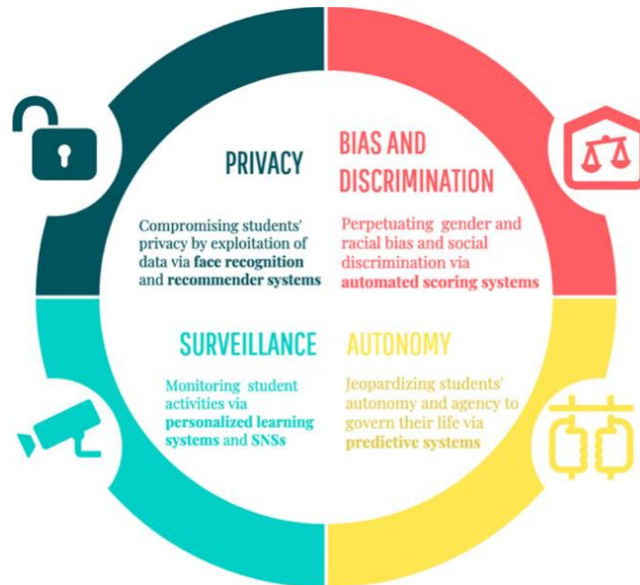 PRIVACY
Compromising students'
privacy by exploitation of
data via face recognition
and recommender systems
BIAS AND
DISCRIMINATION
Perpetuating gender and
racial bias and social
discrimination via
automated scoring systems
SURVEILLANCE
Monitoring student
activities via
personalized learning
systems and SNSs
AUTONOMY
Jeopardizing students'
autonomy and agency to
govern their life via
predictive systems